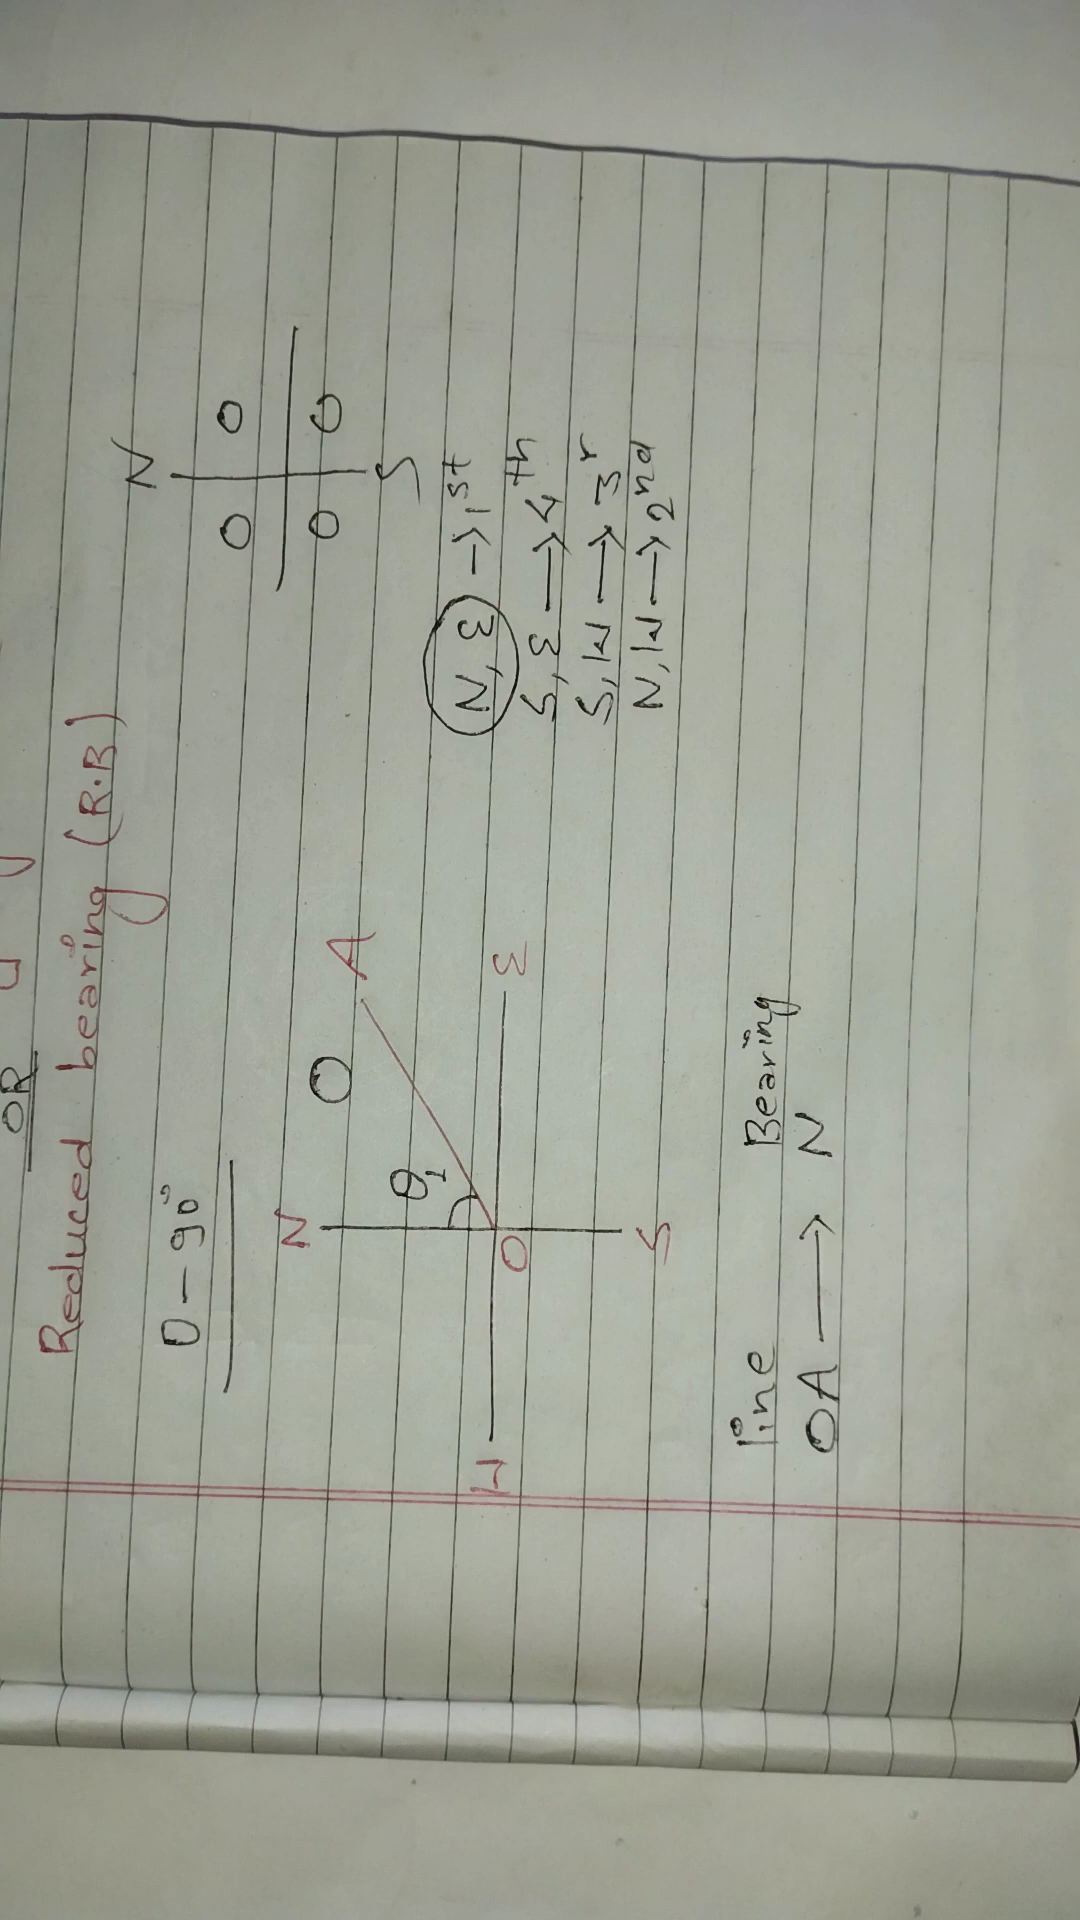 OR
Reduced bearing (R.B)
0 — 90°
N
O A
θ1
W E
O
S
N
O O
O O
S
N, E → 1st
S, E → 4th
S, W → 3r
N, W → 2nd
line Bearing
OA → N